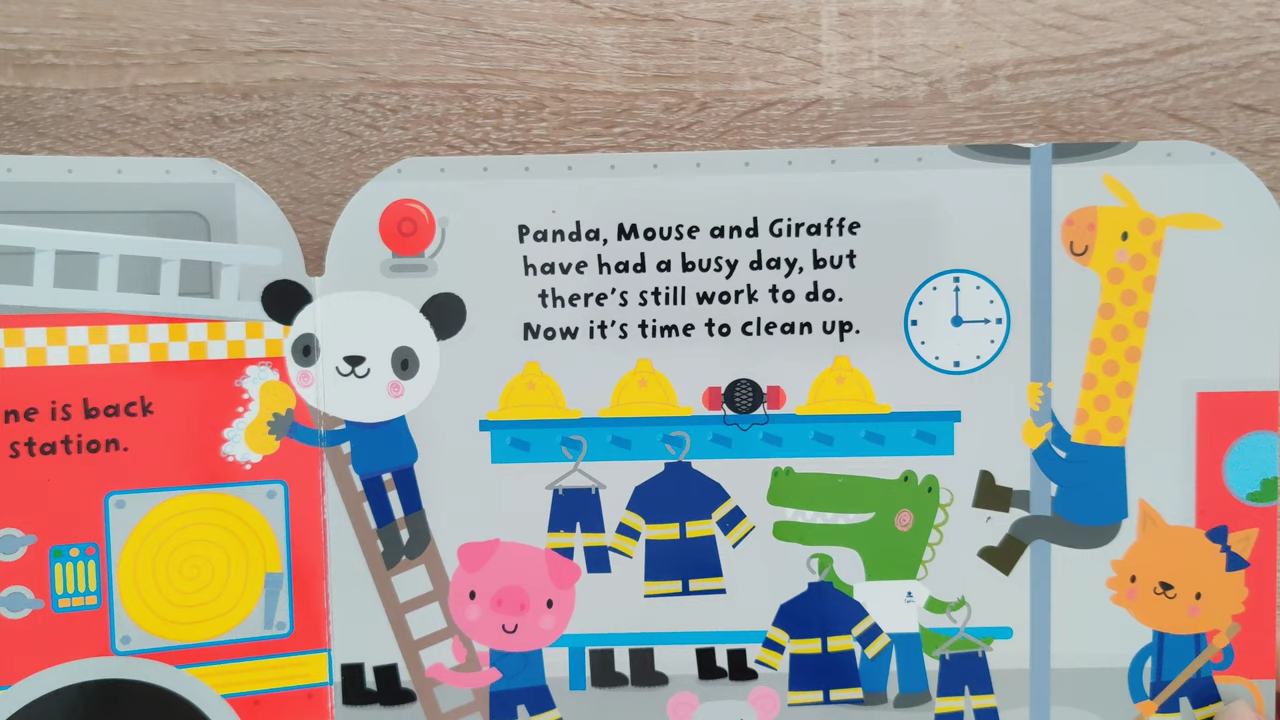 ne is back
station.
Panda, Mouse and Giraffe
have had a busy day, but
there's still work to do.
Now it's time to clean up.